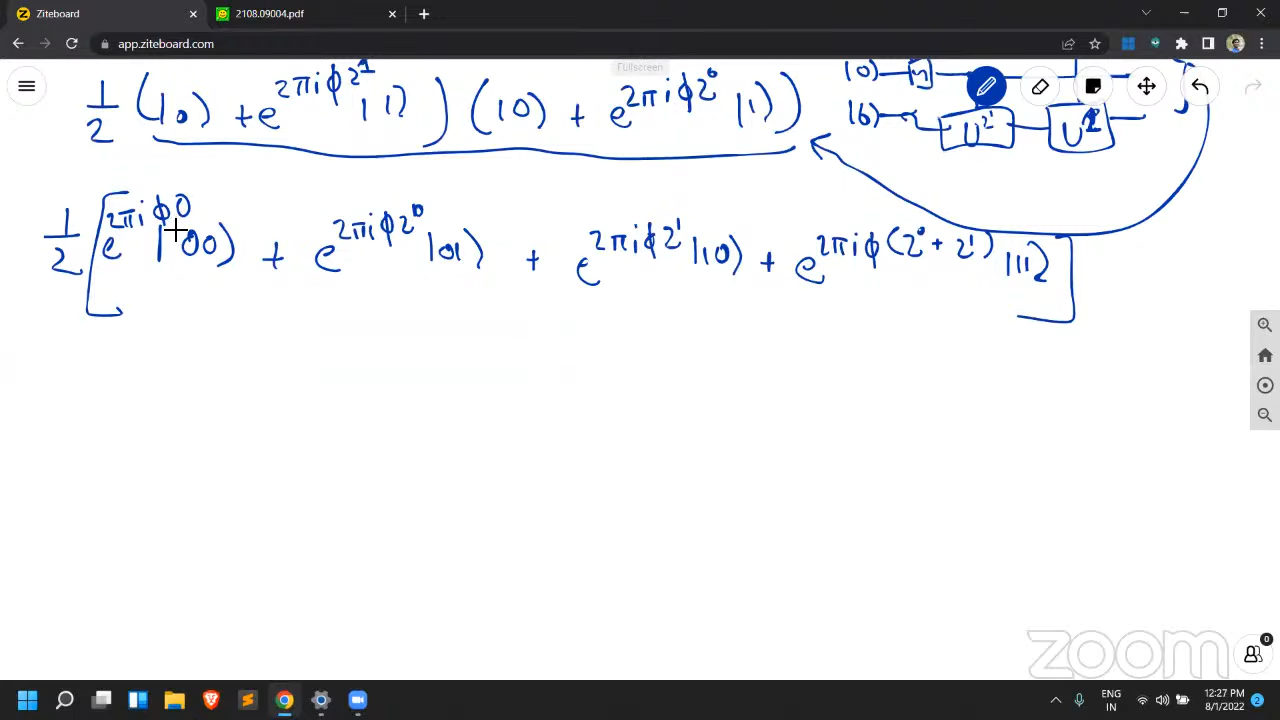 Ziteboard
2108.09004.pdf
app.ziteboard.com
Fullscreen
1/2 (|0⟩ + e^{2πiϕ2^1} |1⟩) (|0⟩ + e^{2πiϕ2^0} |1⟩)
|0⟩
U^{2^1}
1/2 [e^{2πiϕ0} |00⟩ + e^{2πiϕ2^0} |01⟩ + e^{2πiϕ2^1} |10⟩ + e^{2πiϕ(2^0 + 2^1)} |11⟩]
zoom
0
ENG
IN
12:27 PM
8/1/2022
2